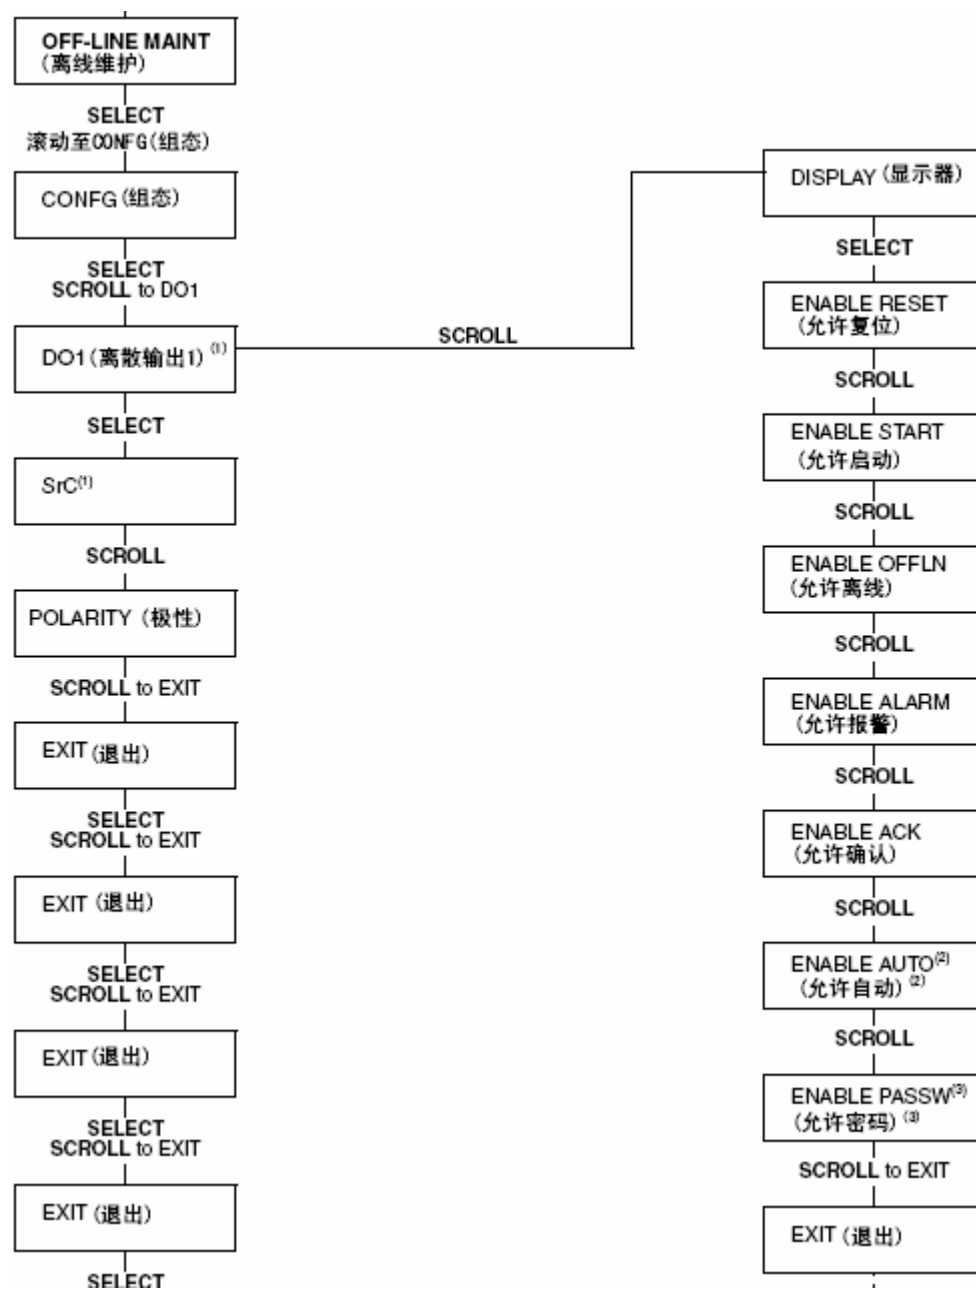 OFF-LINE MAINT
(离线维护)
SELECT
滚动至CONFG(组态)
CONFG(组态)
SELECT
SCROLL to DO1
DO1(离散输出1) (1)
SELECT
SrC(1)
SCROLL
POLARITY (极性)
SCROLL to EXIT
EXIT(退出)
SELECT
SCROLL to EXIT
EXIT(退出)
SELECT
SCROLL to EXIT
EXIT(退出)
SELECT
SCROLL to EXIT
EXIT(退出)
SELECT
SCROLL
DISPLAY(显示器)
SELECT
ENABLE RESET
(允许复位)
SCROLL
ENABLE START
(允许启动)
SCROLL
ENABLE OFFLN
(允许离线)
SCROLL
ENABLE ALARM
(允许报警)
SCROLL
ENABLE ACK
(允许确认)
SCROLL
ENABLE AUTO(2)
(允许自动) (2)
SCROLL
ENABLE PASSW(3)
(允许密码) (3)
SCROLL to EXIT
EXIT(退出)